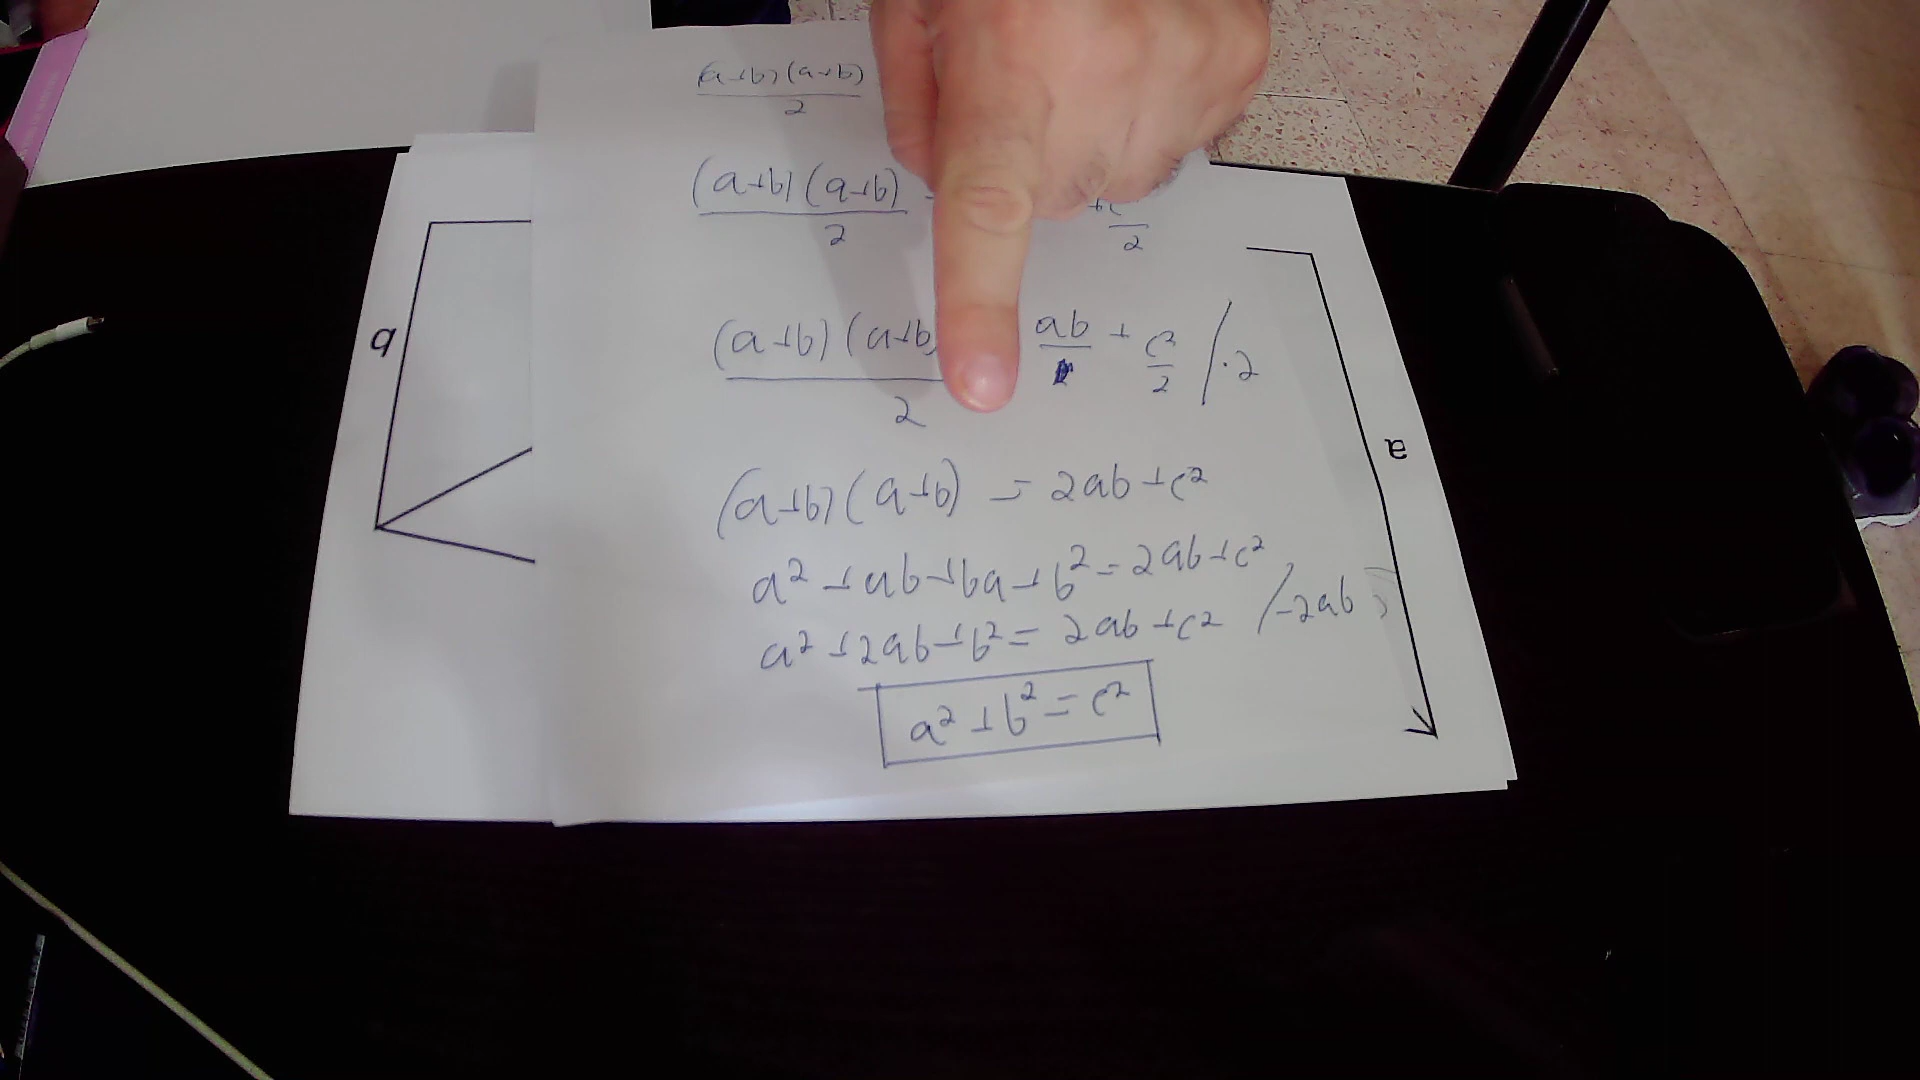 (a+b)(a+b)
2
(a+b)(a+b)
2
2
(a+b)(a+b ab + c²
2 2 /·2
(a+b)(a+b) = 2ab+c²
a²+ab+ba+b²=2ab+c²
a²+2ab+b²=2ab+c² /-2ab
a²+b²=c²
a